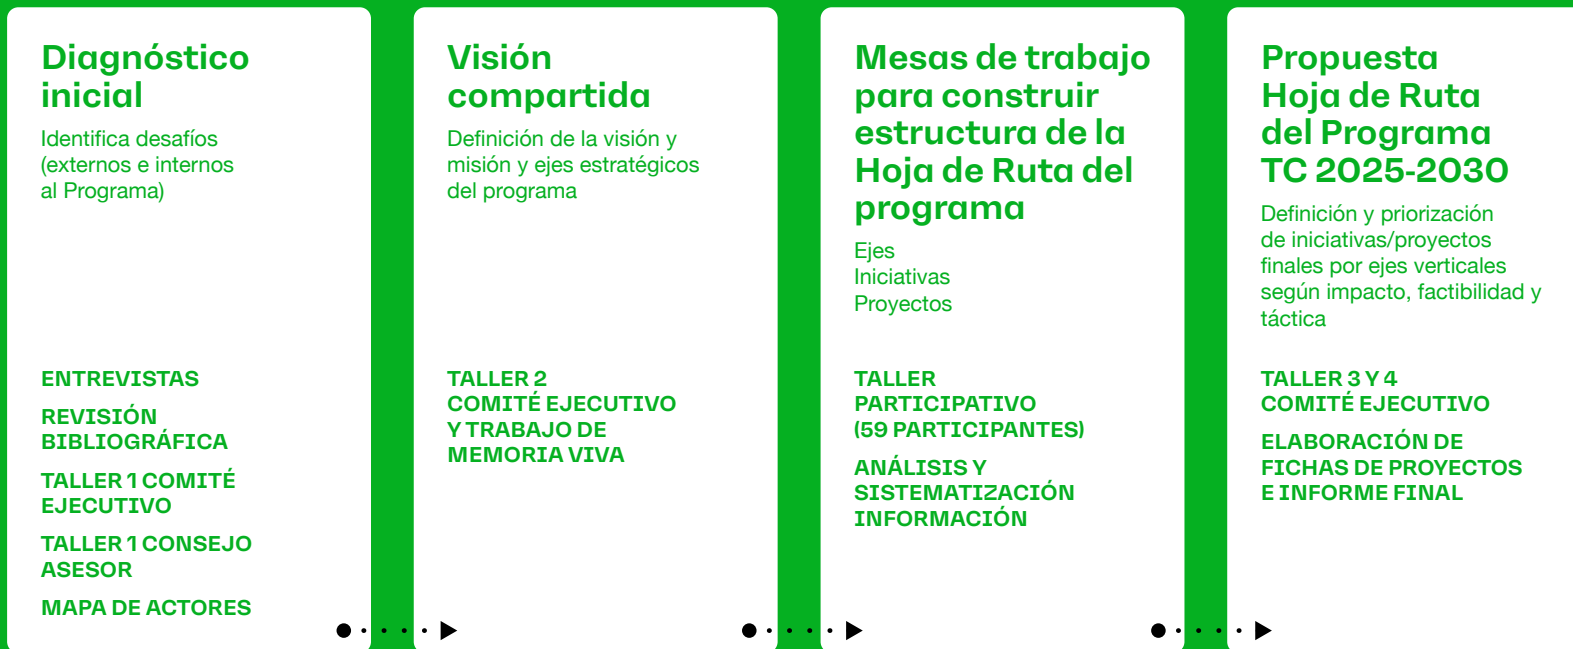 Diagnóstico
inicial
Identifica desafíos
(externos e internos
al Programa)
ENTREVISTAS
REVISIÓN
BIBLIOGRÁFICA
TALLER 1 COMITÉ
EJECUTIVO
TALLER 1 CONSEJO
ASESOR
MAPA DE ACTORES
Visión
compartida
Definición de la visión y
misión y ejes estratégicos
del programa
TALLER 2
COMITÉ EJECUTIVO
Y TRABAJO DE
MEMORIA VIVA
Mesas de trabajo
para construir
estructura de la
Hoja de Ruta del
programa
Ejes
Iniciativas
Proyectos
TALLER
PARTICIPATIVO
(59 PARTICIPANTES)
ANÁLISIS Y
SISTEMATIZACIÓN
INFORMACIÓN
Propuesta
Hoja de Ruta
del Programa
TC 2025-2030
Definición y priorización
de iniciativas/proyectos
finales por ejes verticales
según impacto, factibilidad y
táctica
TALLER 3 Y 4
COMITÉ EJECUTIVO
ELABORACIÓN DE
FICHAS DE PROYECTOS
E INFORME FINAL